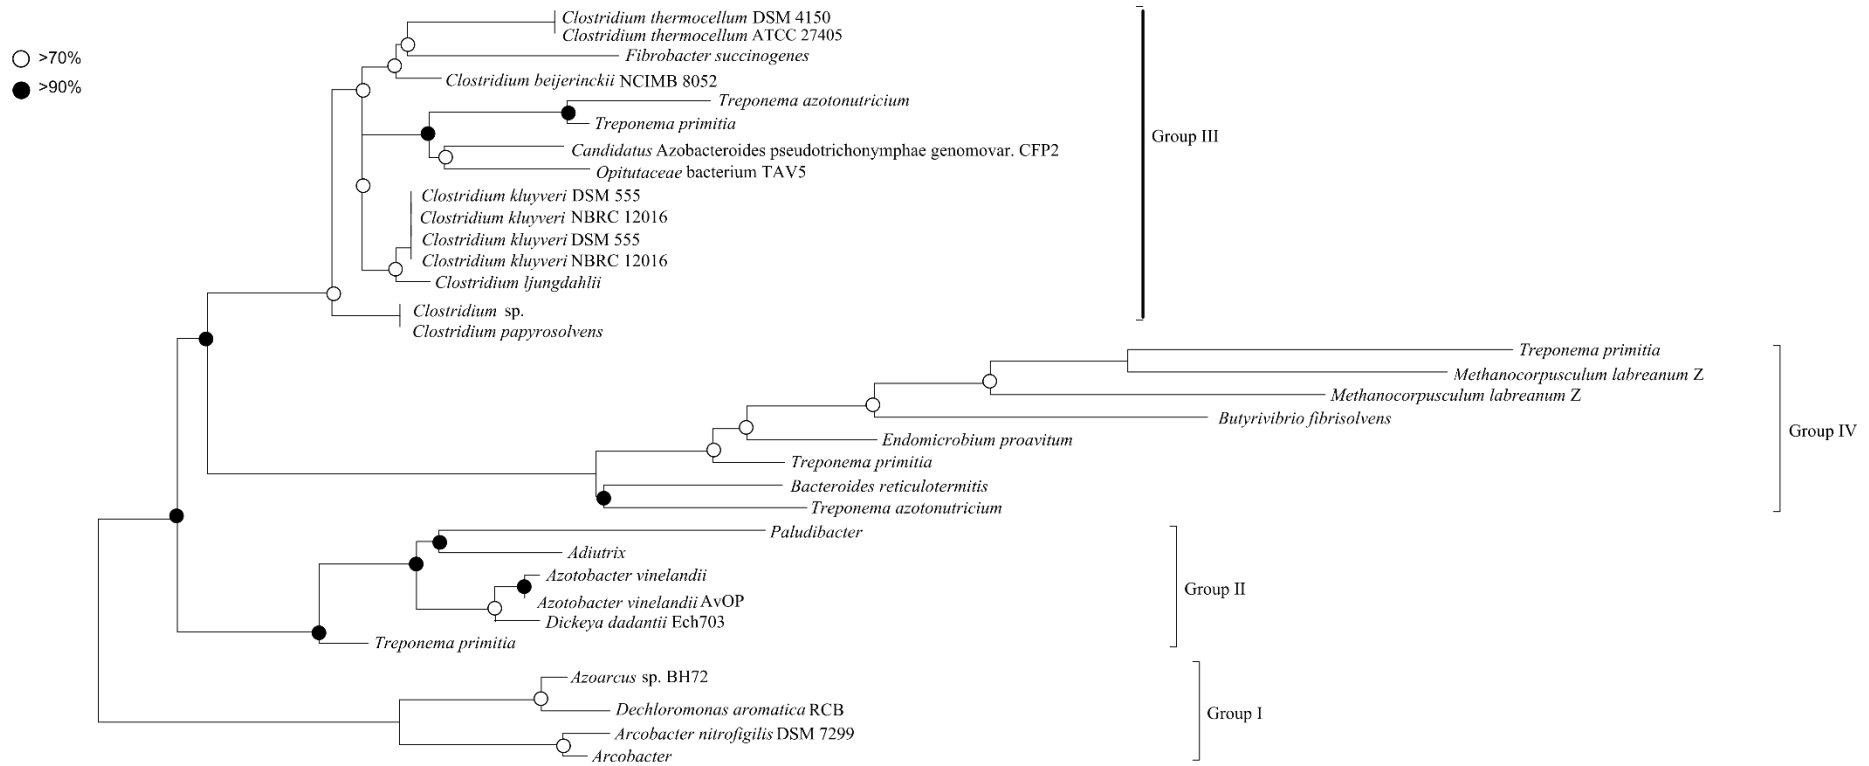 >70%
>90%
Clostridium thermocellum DSM 4150
Clostridium thermocellum ATCC 27405
Fibrobacter succinogenes
Clostridium beijerinckii NCIMB 8052
Treponema azotonutricium
Treponema primitia
Group III
Candidatus Azobacteroides pseudotrichonymphae genomovar. CFP2
Opitutaceae bacterium TAV5
Clostridium kluyveri DSM 555
Clostridium kluyveri NBRC 12016
Clostridium kluyveri DSM 555
Clostridium kluyveri NBRC 12016
Clostridium ljungdahlii
Clostridium sp.
Clostridium papyrosolvens
Treponema primitia
Methanocorpusculum labreanum Z
Methanocorpusculum labreanum Z
Butyrivibrio fibrisolvens
Group IV
Endomicrobium proavitum
Treponema primitia
Bacteroides reticulotermitis
Treponema azotonutricium
Paludibacter
Adiutrix
Azotobacter vinelandii
Group II
Azotobacter vinelandii AvOP
Dickeya dadantii Ech703
Treponema primitia
Azoarcus sp. BH72
Dechloromonas aromatica RCB
Group I
Arcobacter nitrofigilis DSM 7299
Arcobacter